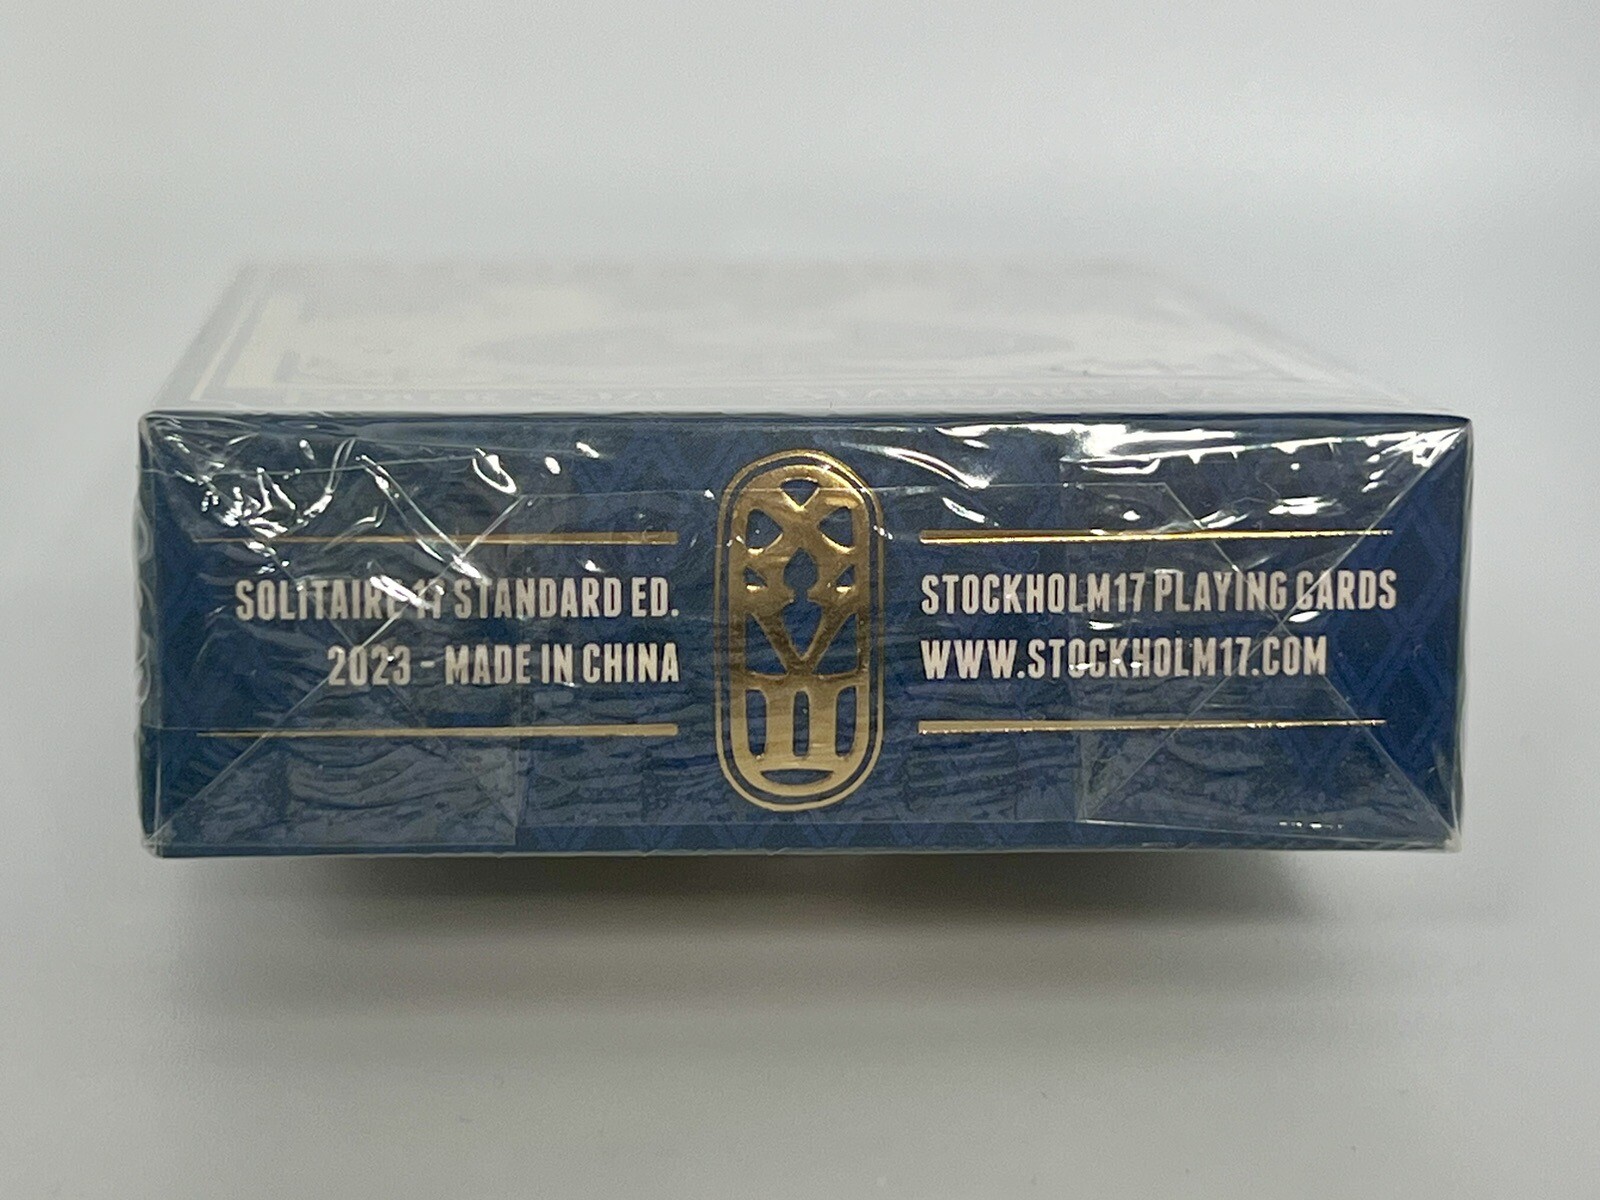 SOLITAIRE 17 STANDARD ED.
2023 - MADE IN CHINA
STOCKHOLM17 PLAYING CARDS
WWW.STOCKHOLM17.COM